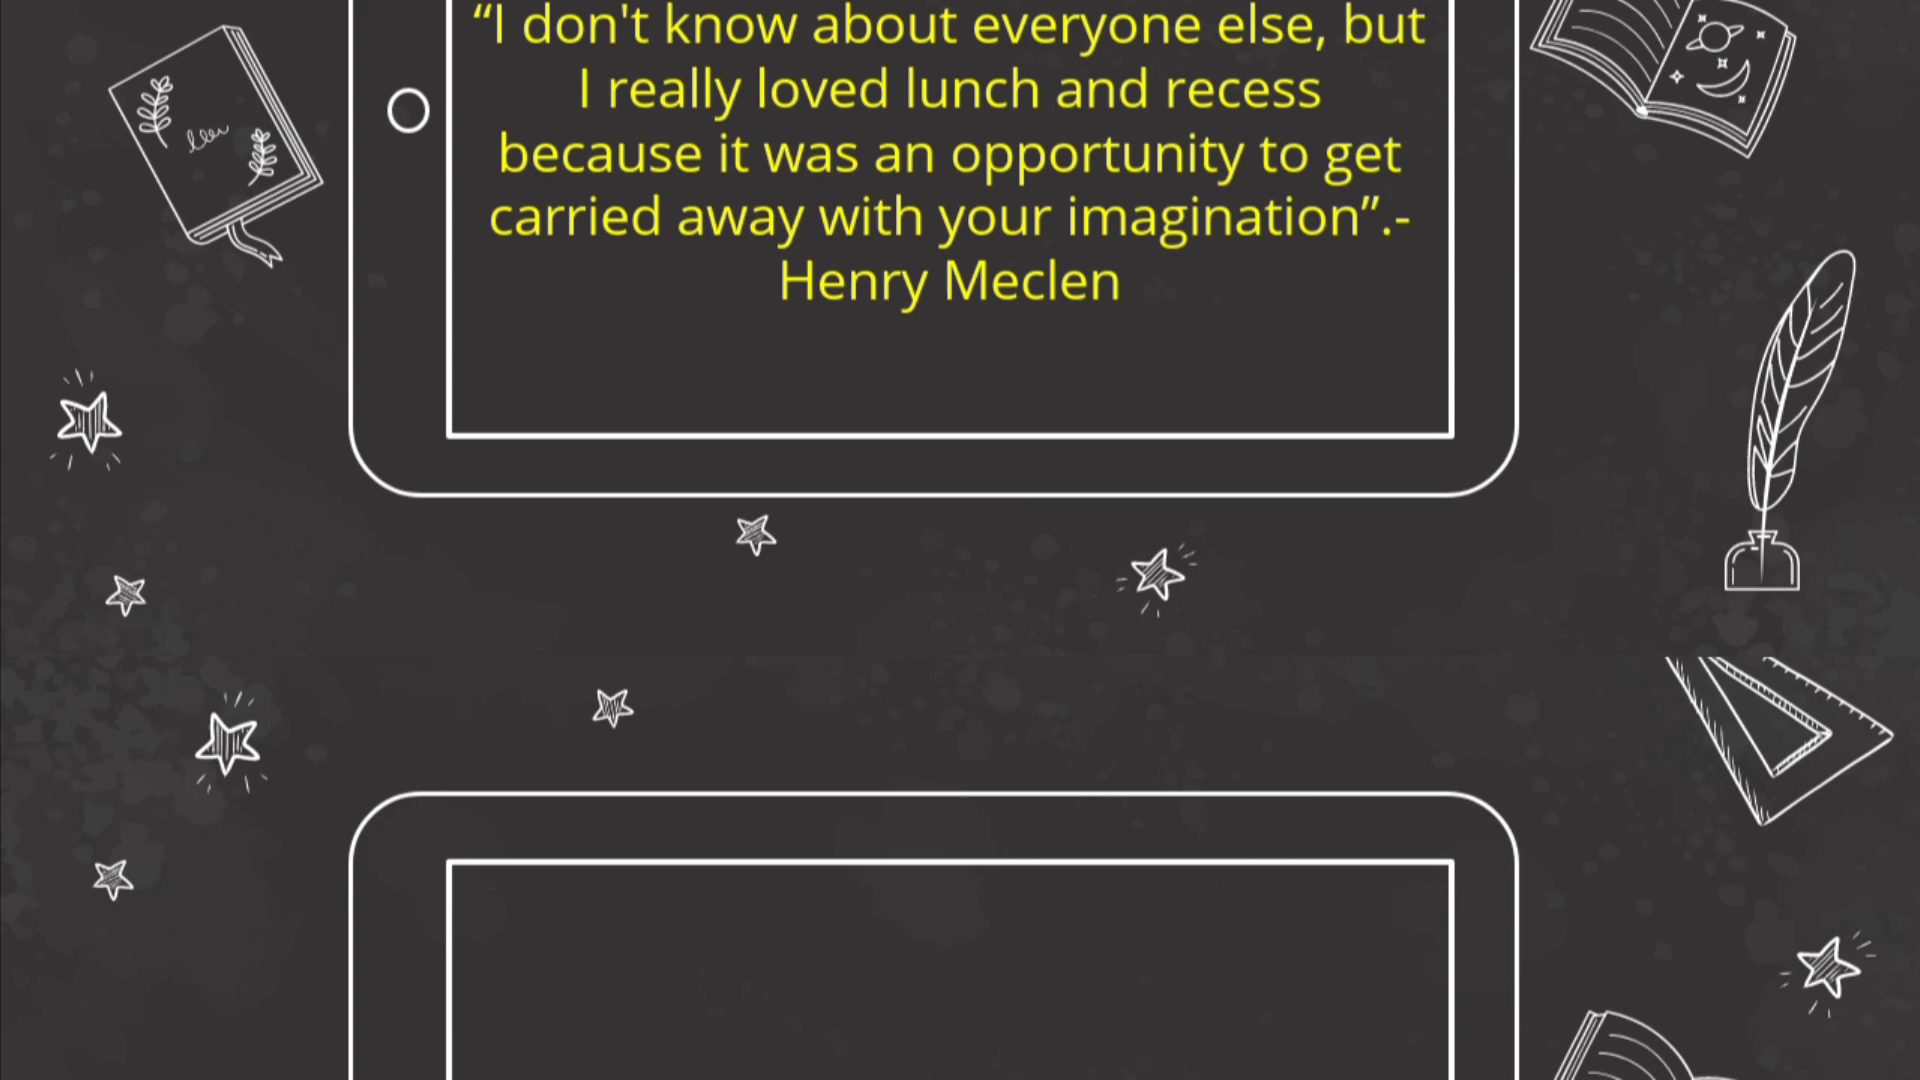 “I don't know about everyone else, but
I really loved lunch and recess
because it was an opportunity to get
carried away with your imagination”.-
Henry Meclen